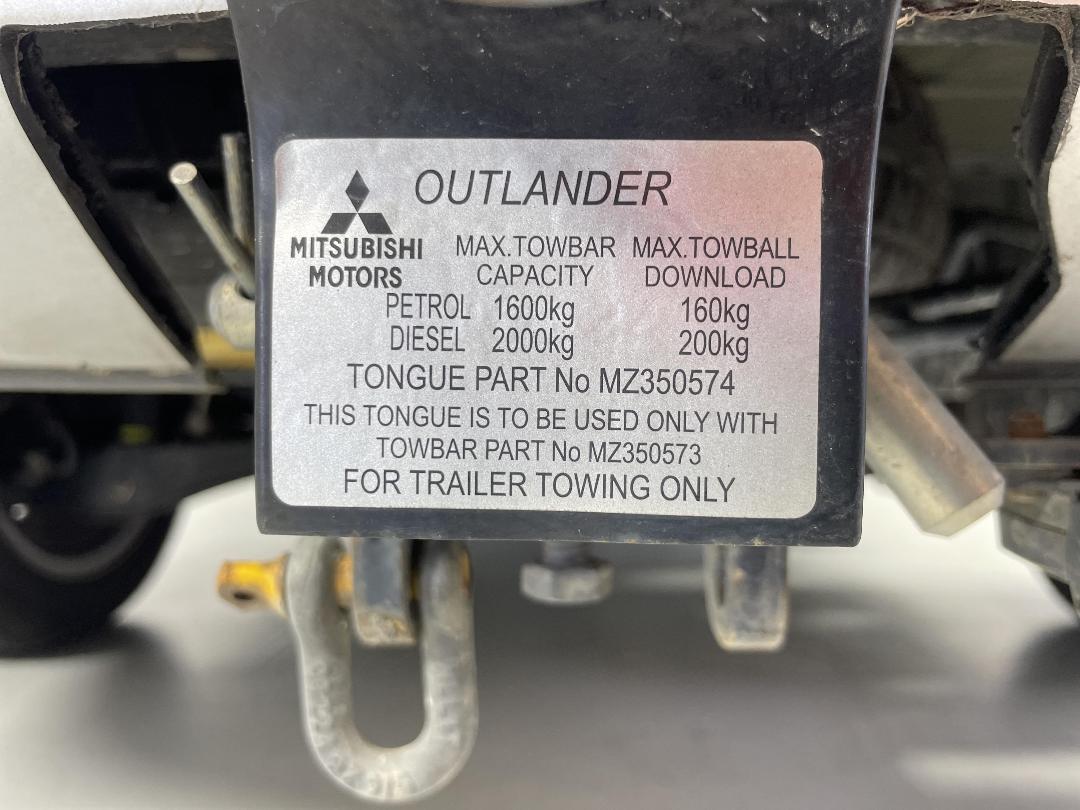 OUTLANDER
MITSUBISHI
MOTORS
MAX.TOWBAR MAX.TOWBALL
CAPACITY DOWNLOAD
PETROL 1600kg 160kg
DIESEL 2000kg 200kg
TONGUE PART No MZ350574
THIS TONGUE IS TO BE USED ONLY WITH
TOWBAR PART No MZ350573
FOR TRAILER TOWING ONLY